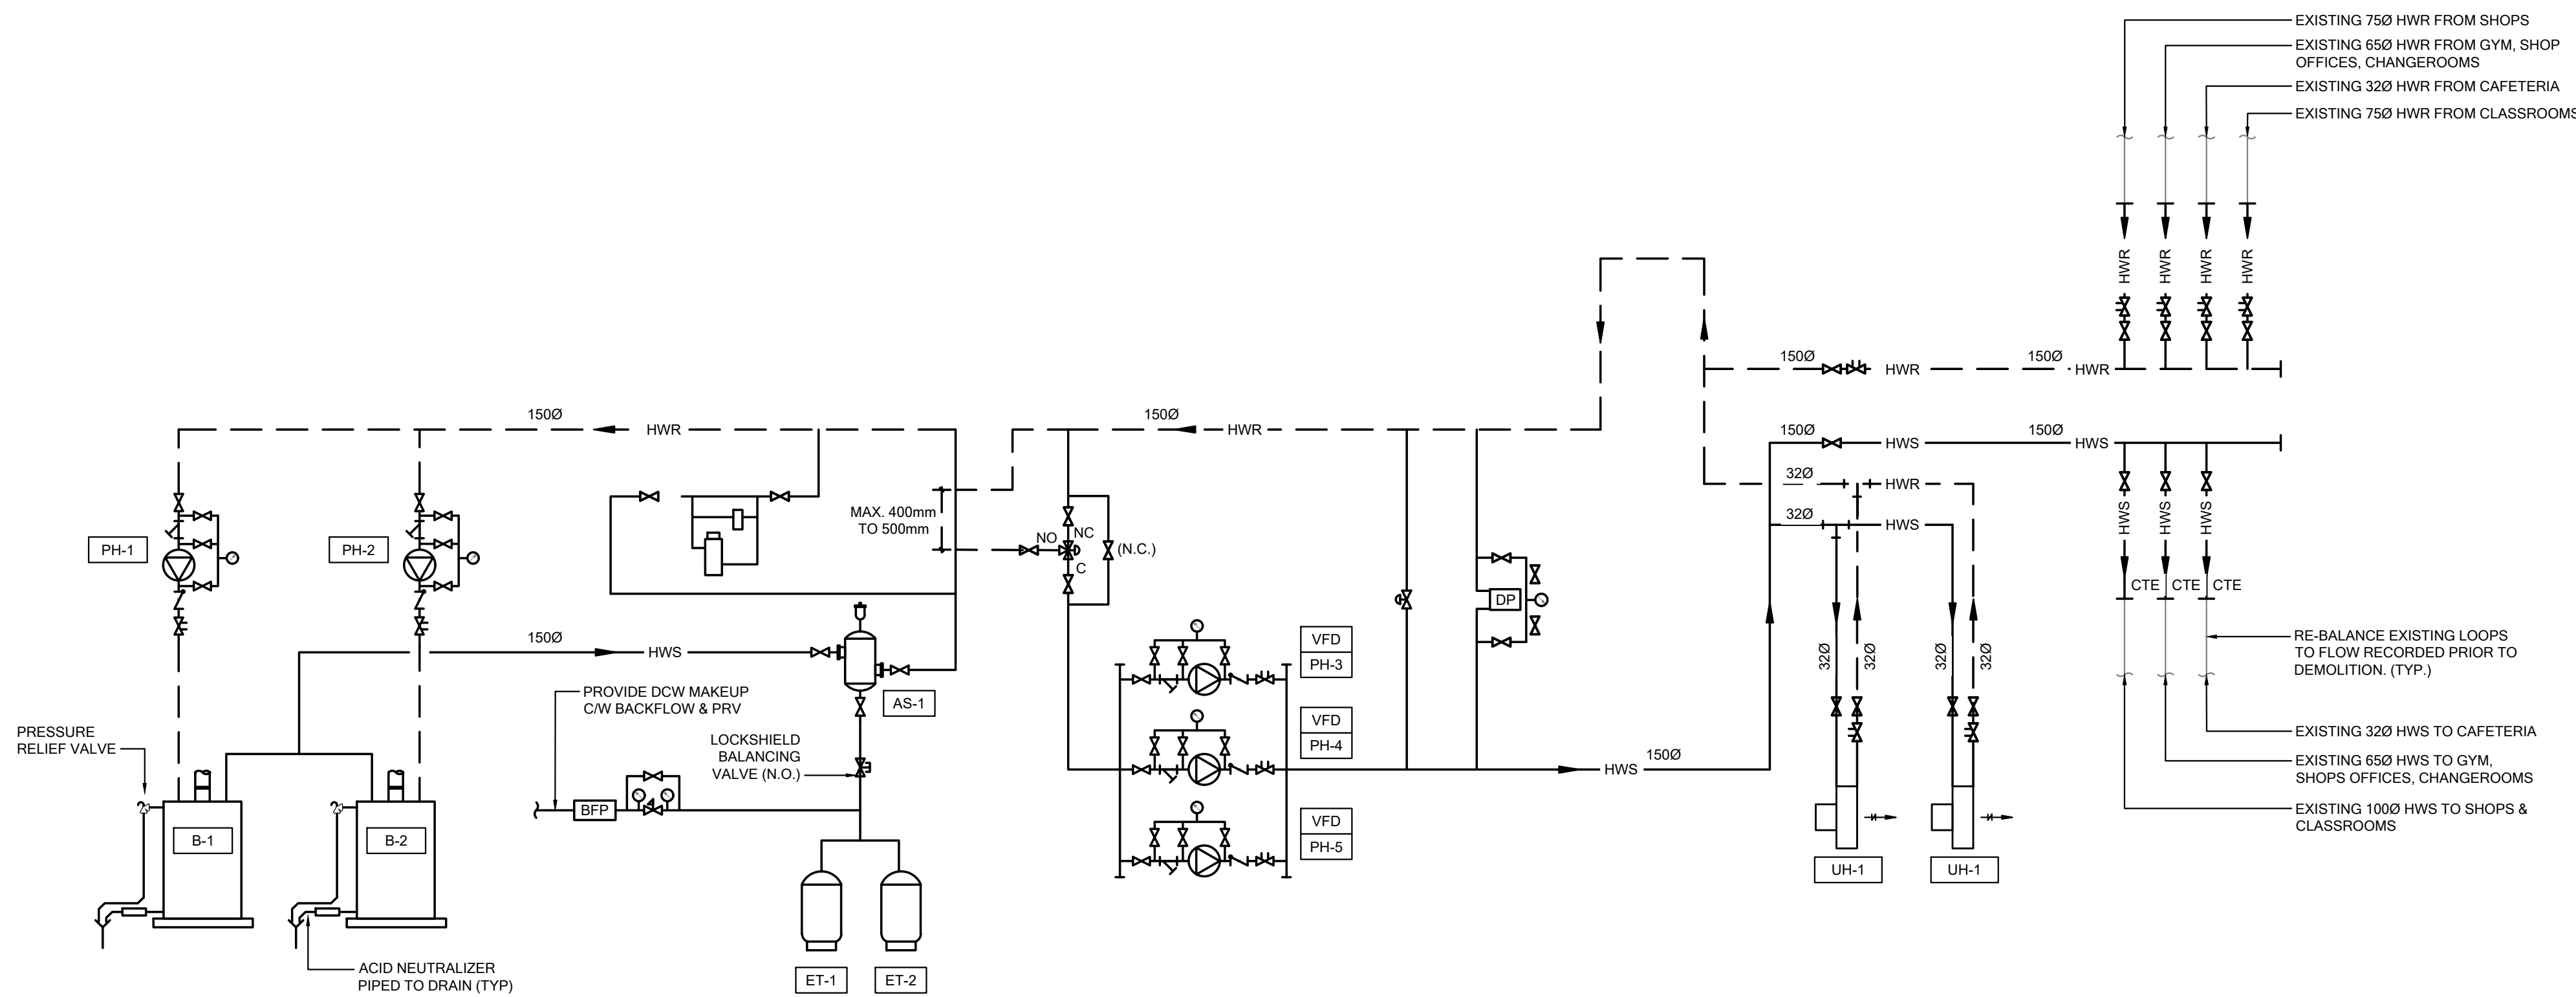 EXISTING 75Ø HWR FROM SHOPS
EXISTING 65Ø HWR FROM GYM, SHOP
OFFICES, CHANGEROOMS
EXISTING 32Ø HWR FROM CAFETERIA
EXISTING 75Ø HWR FROM CLASSROOMS
HWR
HWR
HWR
HWR
150Ø
HWR
150Ø
HWR
150Ø
HWR
150Ø
HWR
150Ø
HWS
150Ø
HWS
32Ø
HWR
32Ø
HWS
MAX. 400mm
TO 500mm
NO
NC
(N.C.)
C
PH-1
PH-2
HWS
HWS
HWS
CTE
CTE
CTE
DP
150Ø
HWS
VFD
PH-3
32Ø
32Ø
32Ø
32Ø
RE-BALANCE EXISTING LOOPS
TO FLOW RECORDED PRIOR TO
DEMOLITION. (TYP.)
PROVIDE DCW MAKEUP
C/W BACKFLOW & PRV
AS-1
PRESSURE
RELIEF VALVE
LOCKSHIELD
BALANCING
VALVE (N.O.)
VFD
PH-4
150Ø
HWS
EXISTING 32Ø HWS TO CAFETERIA
EXISTING 65Ø HWS TO GYM,
SHOPS OFFICES, CHANGEROOMS
EXISTING 100Ø HWS TO SHOPS &
CLASSROOMS
BFP
B-1
B-2
VFD
PH-5
UH-1
UH-1
ACID NEUTRALIZER
PIPED TO DRAIN (TYP)
ET-1
ET-2